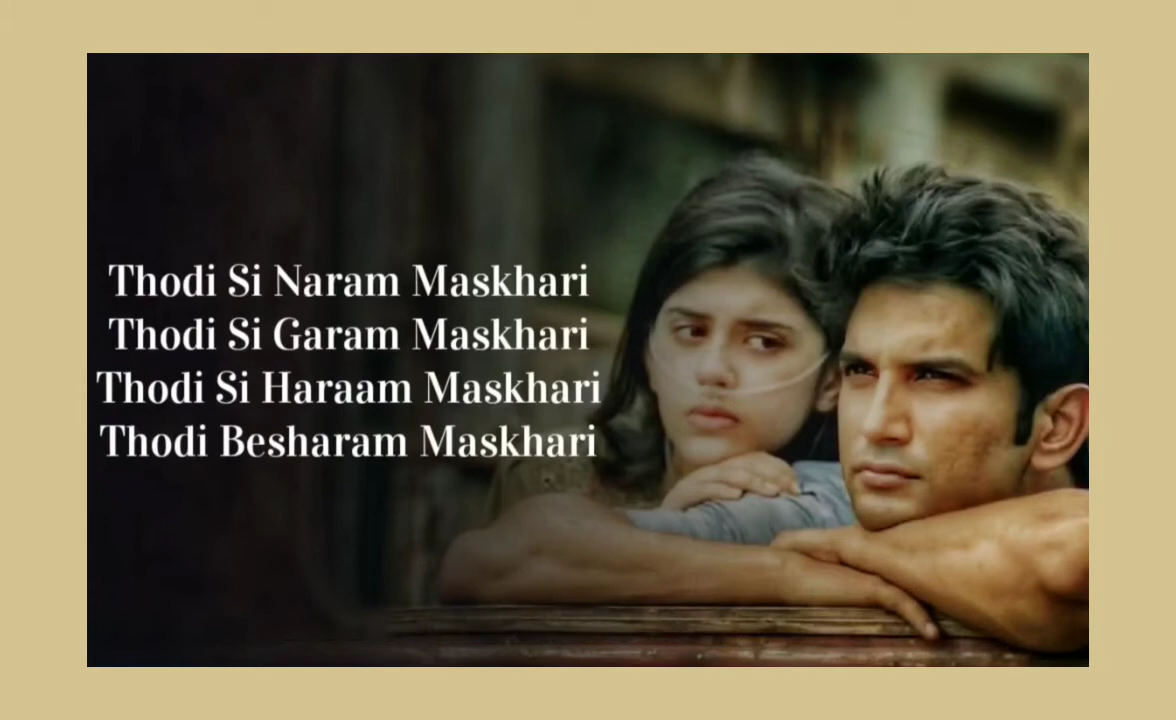 Thodi Si Naram Maskhari
Thodi Si Garam Maskhari
Thodi Si Haraam Maskhari
Thodi Besharam Maskhari